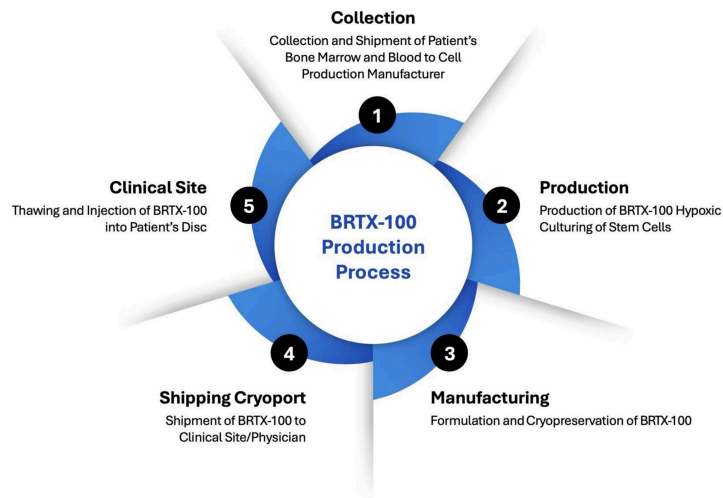 Collection
Collection and Shipment of Patient's
Bone Marrow and Blood to Cell
Production Manufacturer
1
Production
Production of BRTX-100 Hypoxic
Culturing of Stem Cells
2
Manufacturing
Formulation and Cryopreservation of BRTX-100
3
Shipping Cryoport
Shipment of BRTX-100 to
Clinical Site/Physician
4
Clinical Site
Thawing and Injection of BRTX-100
into Patient's Disc
5
BRTX-100
Production
Process